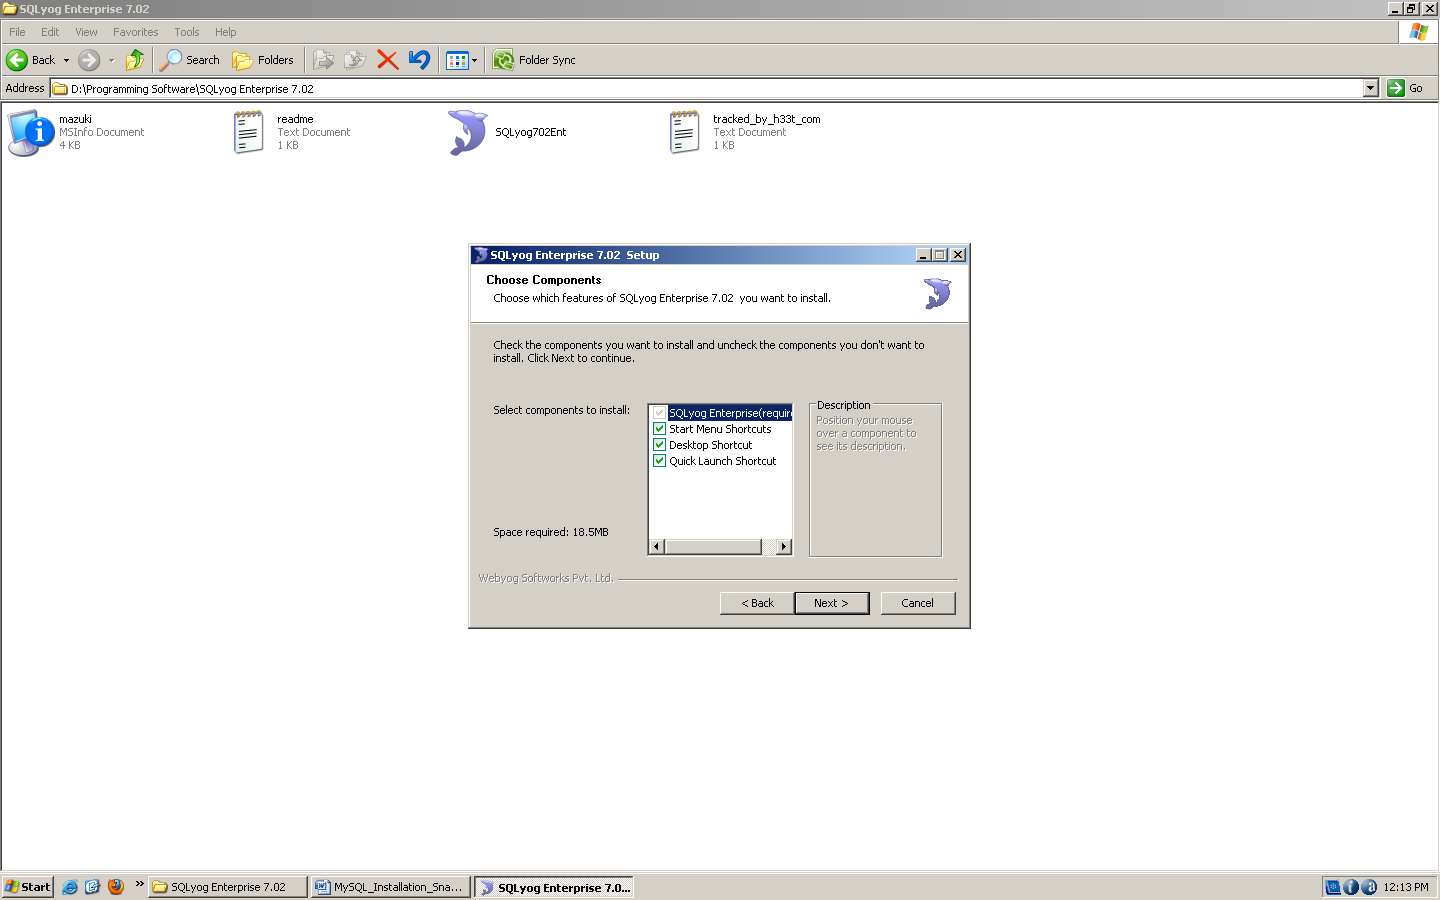 SQLyog Enterprise 7.02
File Edit View Favorites Tools Help
Back Search Folders Folder Sync
Address D:\Programming Software\SQLyog Enterprise 7.02 Go
mazuki
MSInfo Document
4 KB
readme
Text Document
1 KB
SQLyog702Ent
tracked_by_h33t_com
Text Document
1 KB
SQLyog Enterprise 7.02 Setup
Choose Components
Choose which features of SQLyog Enterprise 7.02 you want to install.
Check the components you want to install and uncheck the components you don't want to
install. Click Next to continue.
Select components to install:
SQLyog Enterprise(require
Start Menu Shortcuts
Desktop Shortcut
Quick Launch Shortcut
Description
Position your mouse
over a component to
see its description.
Space required: 18.5MB
Webyog Softworks Pvt. Ltd.
< Back Next > Cancel
Start » SQLyog Enterprise 7.02 MySQL_Installation_Sna... SQLyog Enterprise 7.0... 12:13 PM